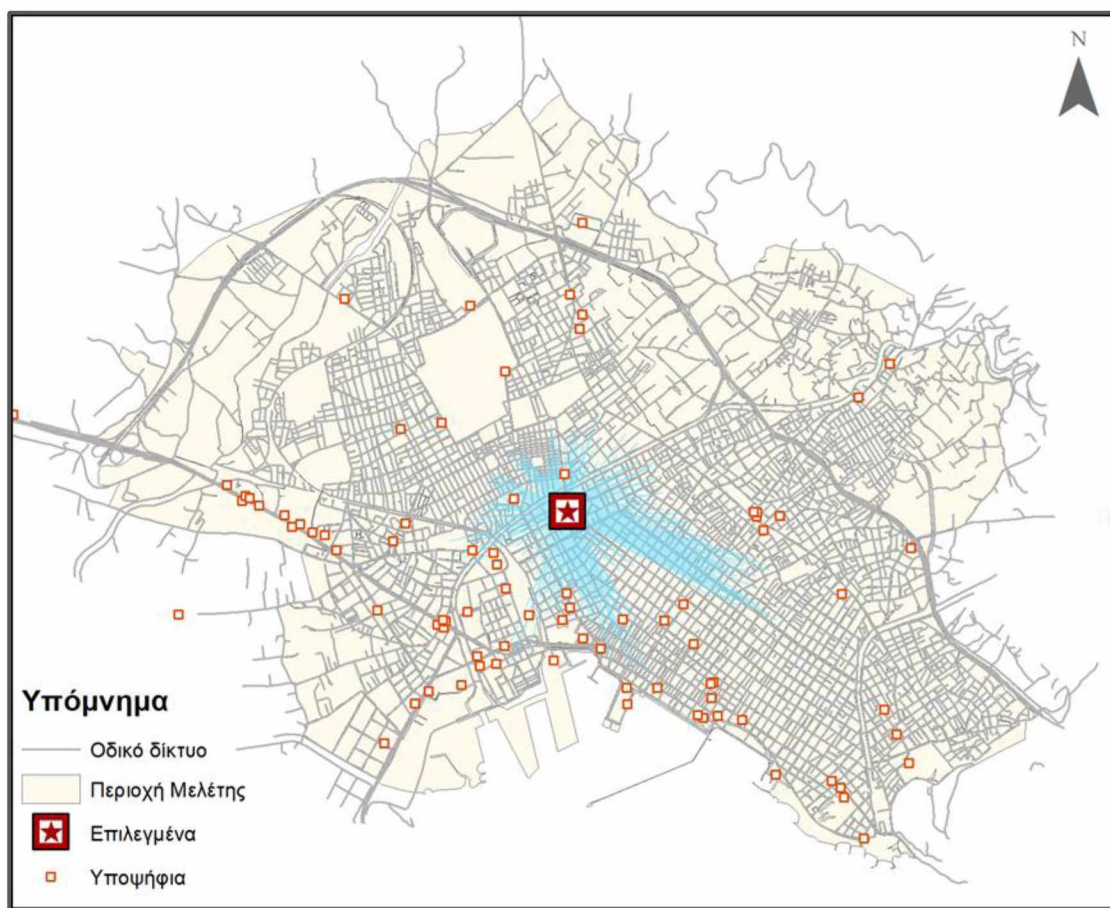 N
Υπόμνημα
Οδικό δίκτυο
Περιοχή Μελέτης
Επιλεγμένα
Υποψήφια